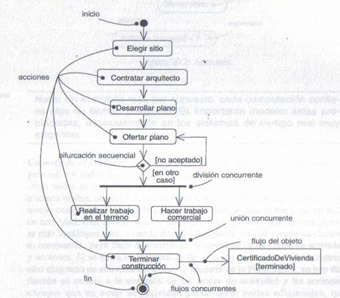 inicio
Elegir sitio
acciones
Contratar arquitecto
Desarrollar plano
Ofertar plano
bifurcación secuencial
[no aceptado]
[en otro
caso]
división concurrente
Realizar trabajo
en el terreno
Hacer trabajo
comercial
unión concurrente
flujo del objeto
Terminar
construcción
CertificadoDeVivienda
[terminado]
fin
flujos concurrentes